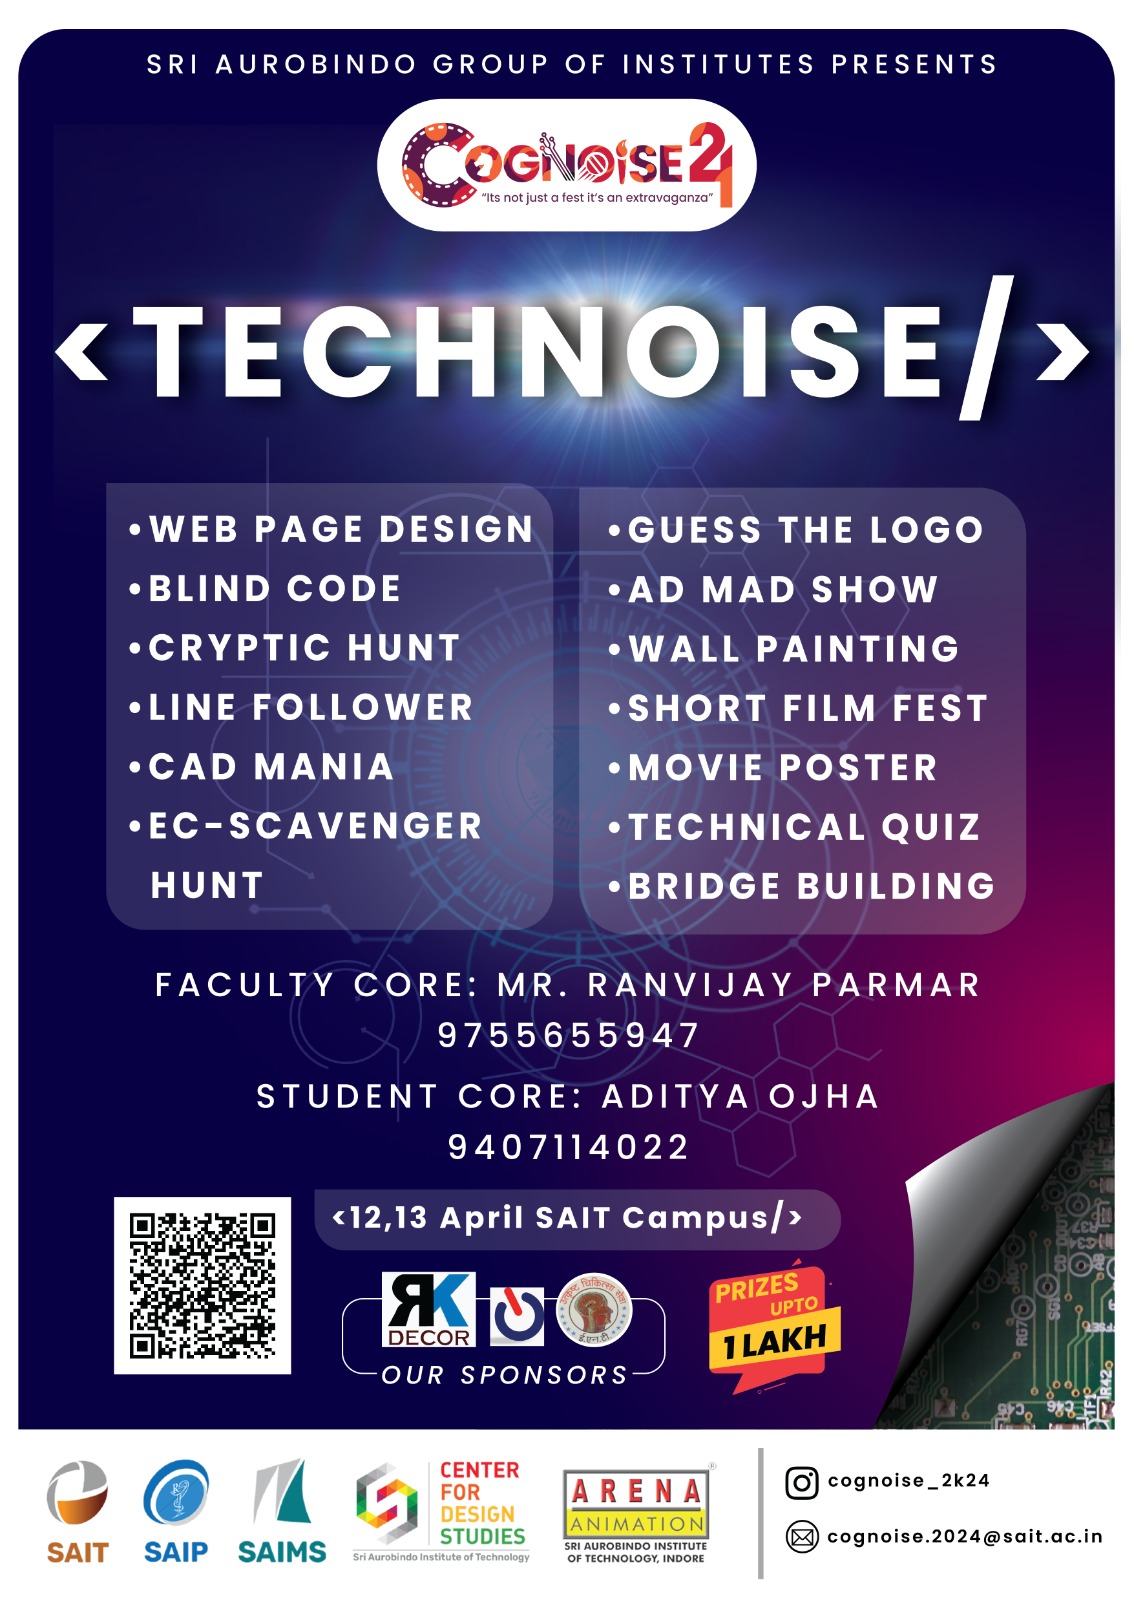 SRI AUROBINDO GROUP OF INSTITUTES PRESENTS
COGNOISE 24
"Its not just a fest it's an extravaganza"
<TECHNOISE/>
•WEB PAGE DESIGN
•BLIND CODE
•CRYPTIC HUNT
•LINE FOLLOWER
•CAD MANIA
•EC-SCAVENGER
HUNT
•GUESS THE LOGO
•AD MAD SHOW
•WALL PAINTING
•SHORT FILM FEST
•MOVIE POSTER
•TECHNICAL QUIZ
•BRIDGE BUILDING
FACULTY CORE: MR. RANVIJAY PARMAR
9755655947
STUDENT CORE: ADITYA OJHA
9407114022
<12,13 April SAIT Campus/>
RK
DECOR
उत्कृष्ट चिकित्सा सेवा
ई.एन.टी.
OUR SPONSORS
PRIZES
UPTO
1 LAKH
SAIT
SAIP
SAIMS
CENTER
FOR
DESIGN
STUDIES
Sri Aurobindo Institute of Technology
ARENA
ANIMATION
®
SRI AUROBINDO INSTITUTE
OF TECHNOLOGY, INDORE
cognoise_2k24
cognoise.2024@sait.ac.in